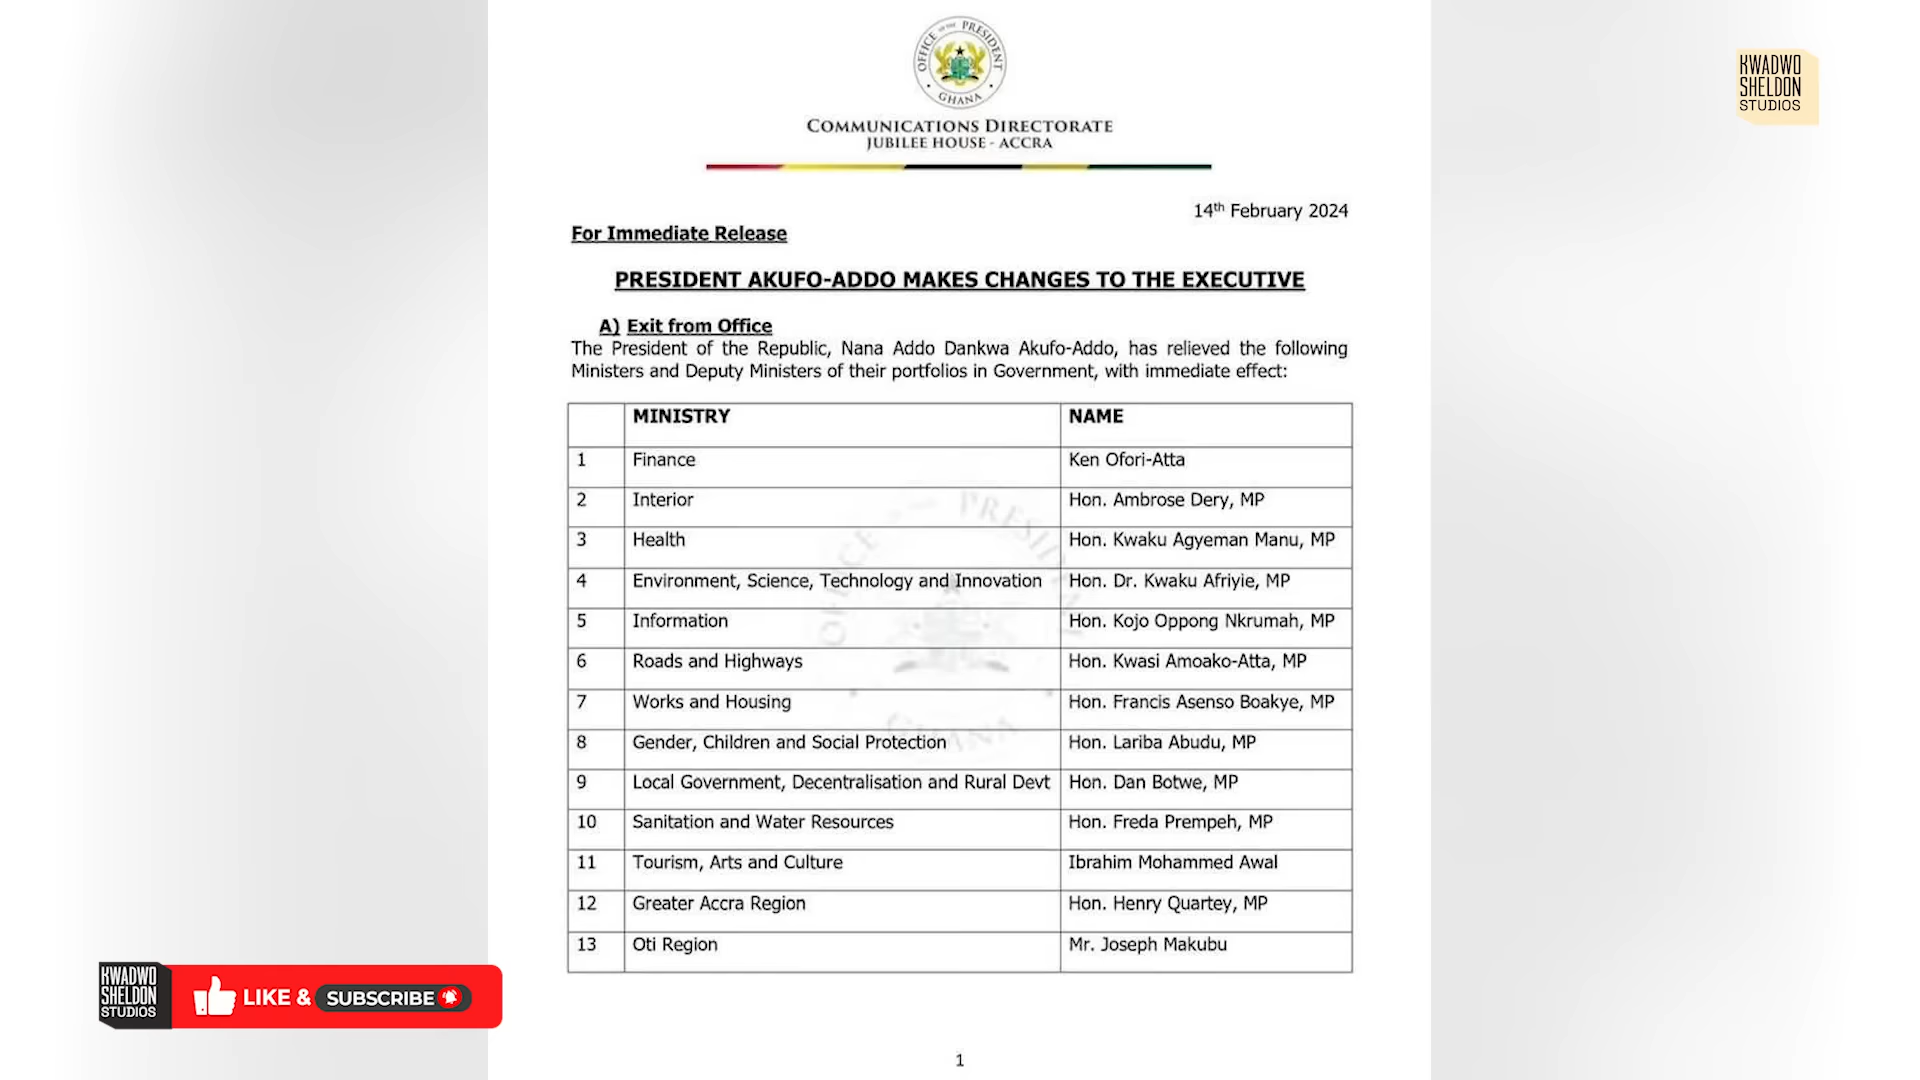 OFFICE OF THE PRESIDENT
GHANA
COMMUNICATIONS DIRECTORATE
JUBILEE HOUSE - ACCRA
KWADWO
SHELDON
STUDIOS
14th February 2024
For Immediate Release
PRESIDENT AKUFO-ADDO MAKES CHANGES TO THE EXECUTIVE
A) Exit from Office
The President of the Republic, Nana Addo Dankwa Akufo-Addo, has relieved the following
Ministers and Deputy Ministers of their portfolios in Government, with immediate effect:
MINISTRY NAME
1 Finance Ken Ofori-Atta
2 Interior Hon. Ambrose Dery, MP
3 Health Hon. Kwaku Agyeman Manu, MP
4 Environment, Science, Technology and Innovation Hon. Dr. Kwaku Afriyie, MP
5 Information Hon. Kojo Oppong Nkrumah, MP
6 Roads and Highways Hon. Kwasi Amoako-Atta, MP
7 Works and Housing Hon. Francis Asenso Boakye, MP
8 Gender, Children and Social Protection Hon. Lariba Abudu, MP
9 Local Government, Decentralisation and Rural Devt Hon. Dan Botwe, MP
10 Sanitation and Water Resources Hon. Freda Prempeh, MP
11 Tourism, Arts and Culture Ibrahim Mohammed Awal
12 Greater Accra Region Hon. Henry Quartey, MP
13 Oti Region Mr. Joseph Makubu
OFFICE PRESIDENT
GHANA
KWADWO
SHELDON
STUDIOS
LIKE & SUBSCRIBE
1